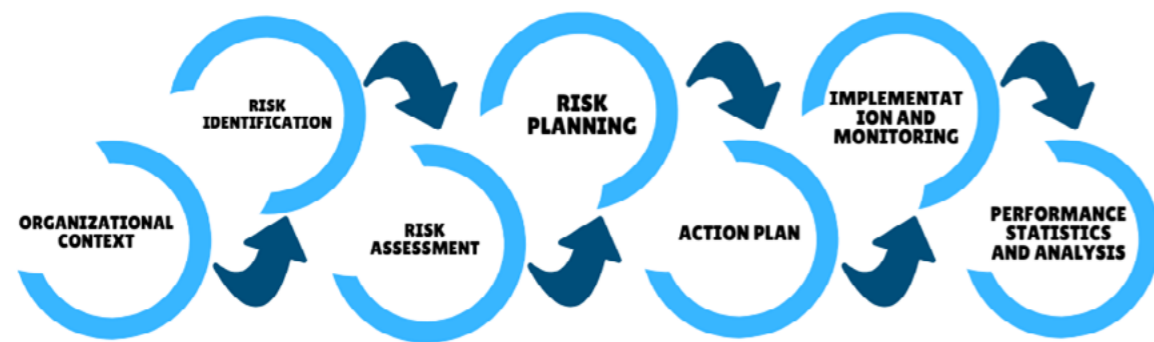 ORGANIZATIONAL
CONTEXT
RISK
IDENTIFICATION
RISK
ASSESSMENT
RISK
PLANNING
ACTION PLAN
IMPLEMENTAT
ION AND
MONITORING
PERFORMANCE
STATISTICS
AND ANALYSIS